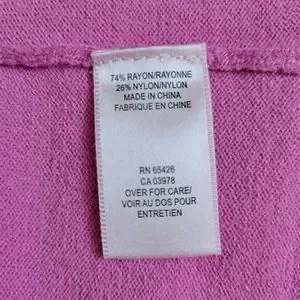 74% RAYON/RAYONNE
26% NYLON/NYLON
MADE IN CHINA
FABRIQUE EN CHINE
RN 65426
CA 03978
OVER FOR CARE/
VOIR AU DOS POUR
ENTRETIEN